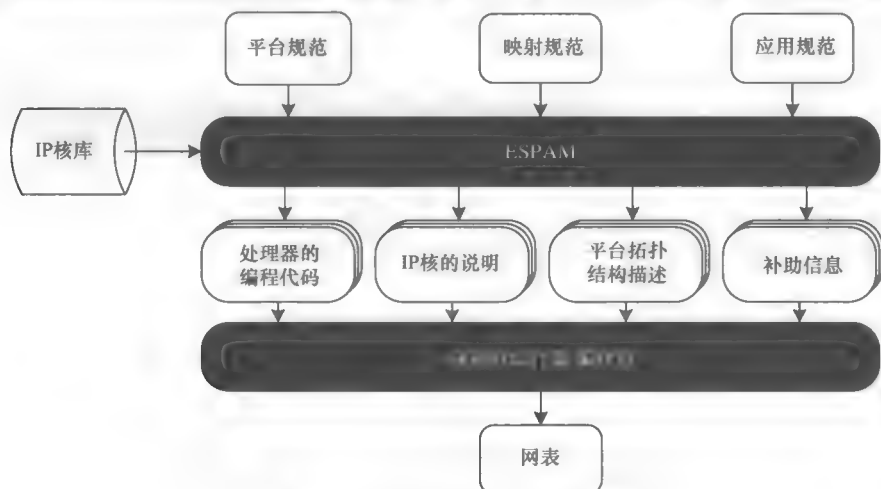 平台规范
映射规范
应用规范
IP核库
ESPAM
处理器的
编程代码
IP核的说明
平台拓扑
结构描述
补助信息
网表